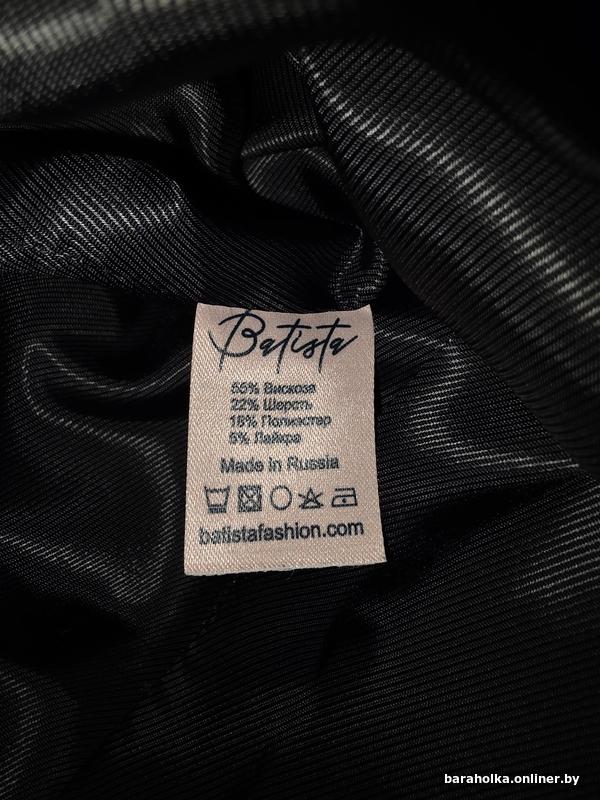 Batista
55% Вискоза
22% Шерсть
18% Полиэстер
5% Лайкра
Made in Russia
batistafashion.com
baraholka.onliner.by